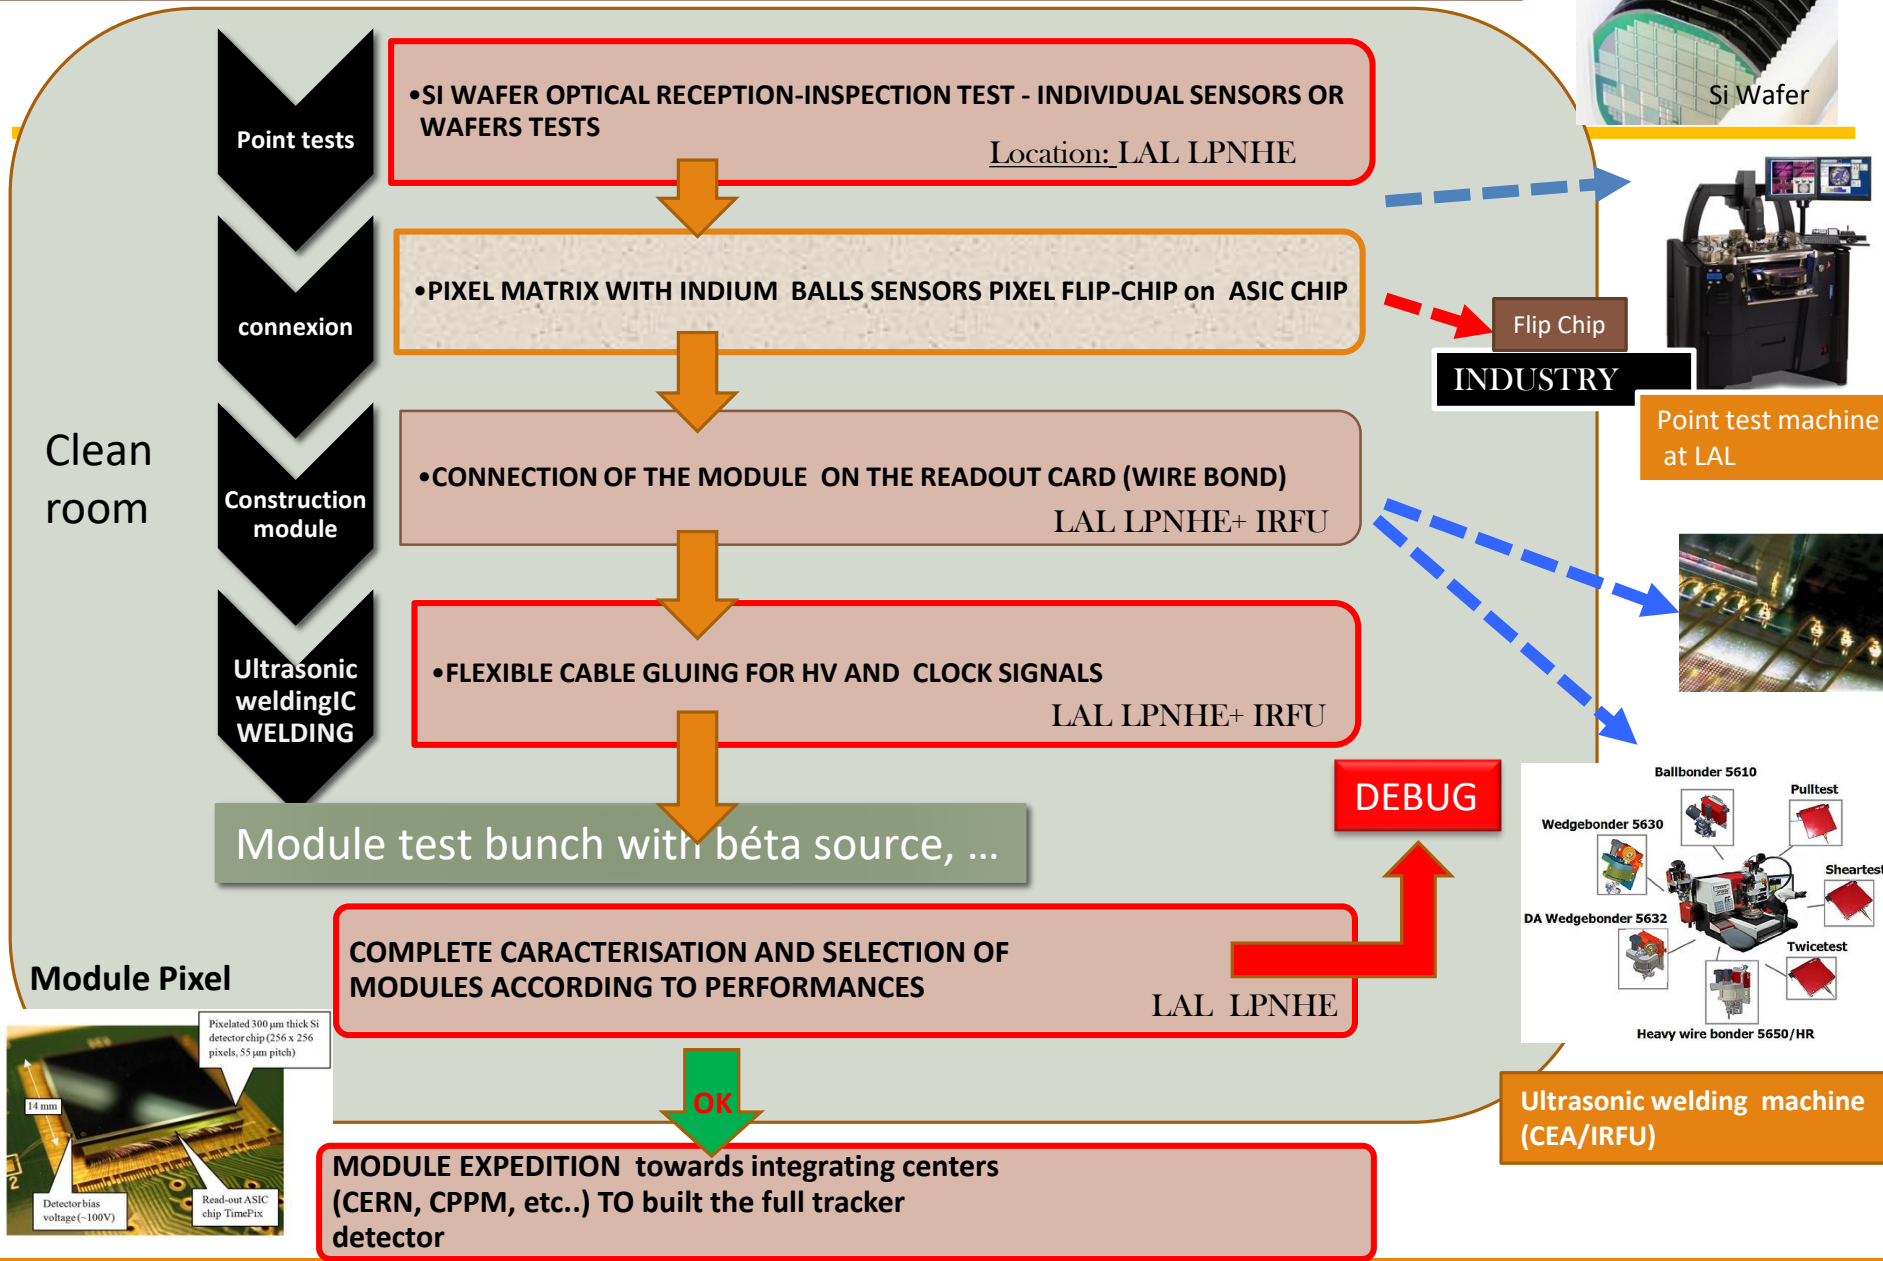 Si Wafer
Point tests
•SI WAFER OPTICAL RECEPTION-INSPECTION TEST - INDIVIDUAL SENSORS OR
WAFERS TESTS
Location: LAL LPNHE
connexion
•PIXEL MATRIX WITH INDIUM BALLS SENSORS PIXEL FLIP-CHIP on ASIC CHIP
Flip Chip
INDUSTRY
Point test machine
at LAL
Clean
room
Construction
module
•CONNECTION OF THE MODULE ON THE READOUT CARD (WIRE BOND)
LAL LPNHE+ IRFU
Ultrasonic
weldingIC
WELDING
•FLEXIBLE CABLE GLUING FOR HV AND CLOCK SIGNALS
LAL LPNHE+ IRFU
DEBUG
Module test bunch with béta source, ...
Ballbonder 5610
Pulltest
Wedgebonder 5630
Sheartest
DA Wedgebonder 5632
Twicetest
Heavy wire bonder 5650/HR
COMPLETE CARACTERISATION AND SELECTION OF
MODULES ACCORDING TO PERFORMANCES
LAL LPNHE
Module Pixel
Pixelated 300 µm thick Si
detector chip (256 x 256
pixels, 55 µm pitch)
14 mm
Detector bias
voltage (~100V)
Read-out ASIC
chip TimePix
OK
Ultrasonic welding machine
(CEA/IRFU)
MODULE EXPEDITION towards integrating centers
(CERN, CPPM, etc..) TO built the full tracker
detector